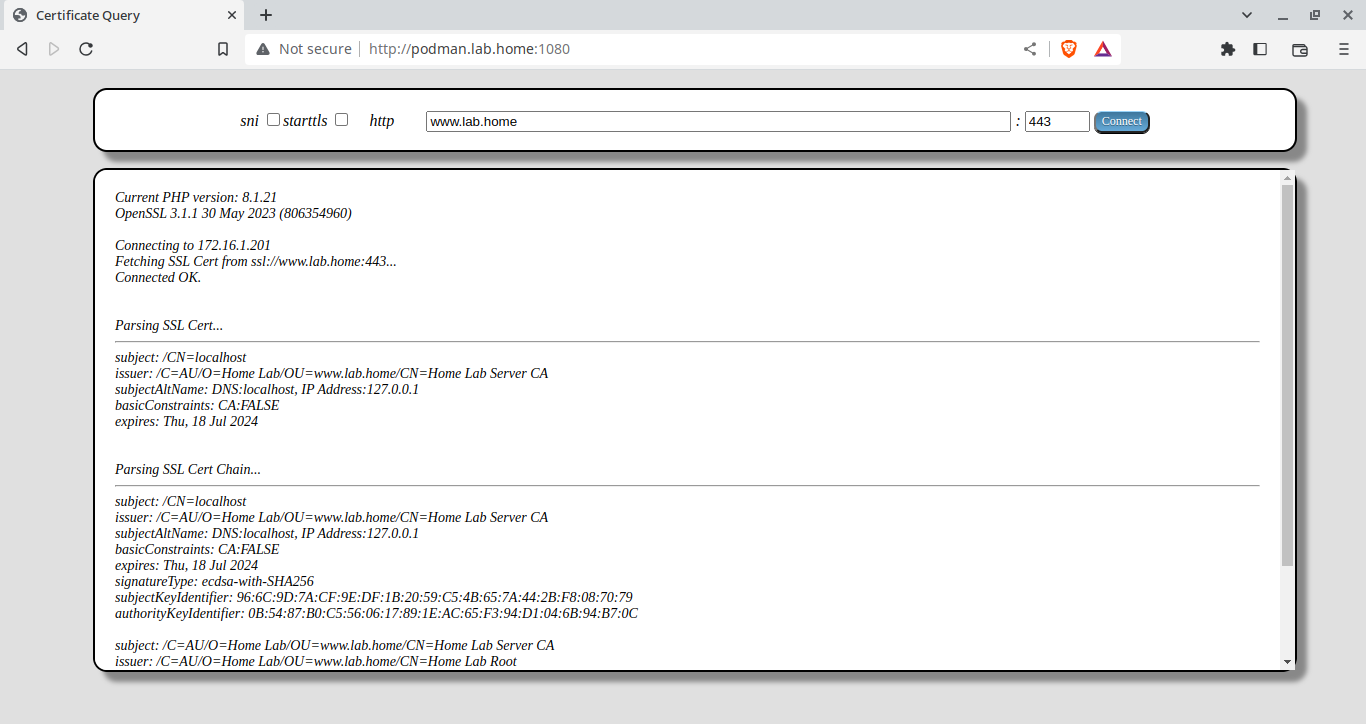 Certificate Query
Not secure http://podman.lab.home:1080
sni starttls http www.lab.home : 443 Connect
Current PHP version: 8.1.21
OpenSSL 3.1.1 30 May 2023 (806354960)
Connecting to 172.16.1.201
Fetching SSL Cert from ssl://www.lab.home:443...
Connected OK.
Parsing SSL Cert...
subject: /CN=localhost
issuer: /C=AU/O=Home Lab/OU=www.lab.home/CN=Home Lab Server CA
subjectAltName: DNS:localhost, IP Address:127.0.0.1
basicConstraints: CA:FALSE
expires: Thu, 18 Jul 2024
Parsing SSL Cert Chain...
subject: /CN=localhost
issuer: /C=AU/O=Home Lab/OU=www.lab.home/CN=Home Lab Server CA
subjectAltName: DNS:localhost, IP Address:127.0.0.1
basicConstraints: CA:FALSE
expires: Thu, 18 Jul 2024
signatureType: ecdsa-with-SHA256
subjectKeyIdentifier: 96:6C:9D:7A:CF:9E:DF:1B:20:59:C5:4B:65:7A:44:2B:F8:08:70:79
authorityKeyIdentifier: 0B:54:87:B0:C5:56:06:17:89:1E:AC:65:F3:94:D1:04:6B:94:B7:0C
subject: /C=AU/O=Home Lab/OU=www.lab.home/CN=Home Lab Server CA
issuer: /C=AU/O=Home Lab/OU=www.lab.home/CN=Home Lab Root